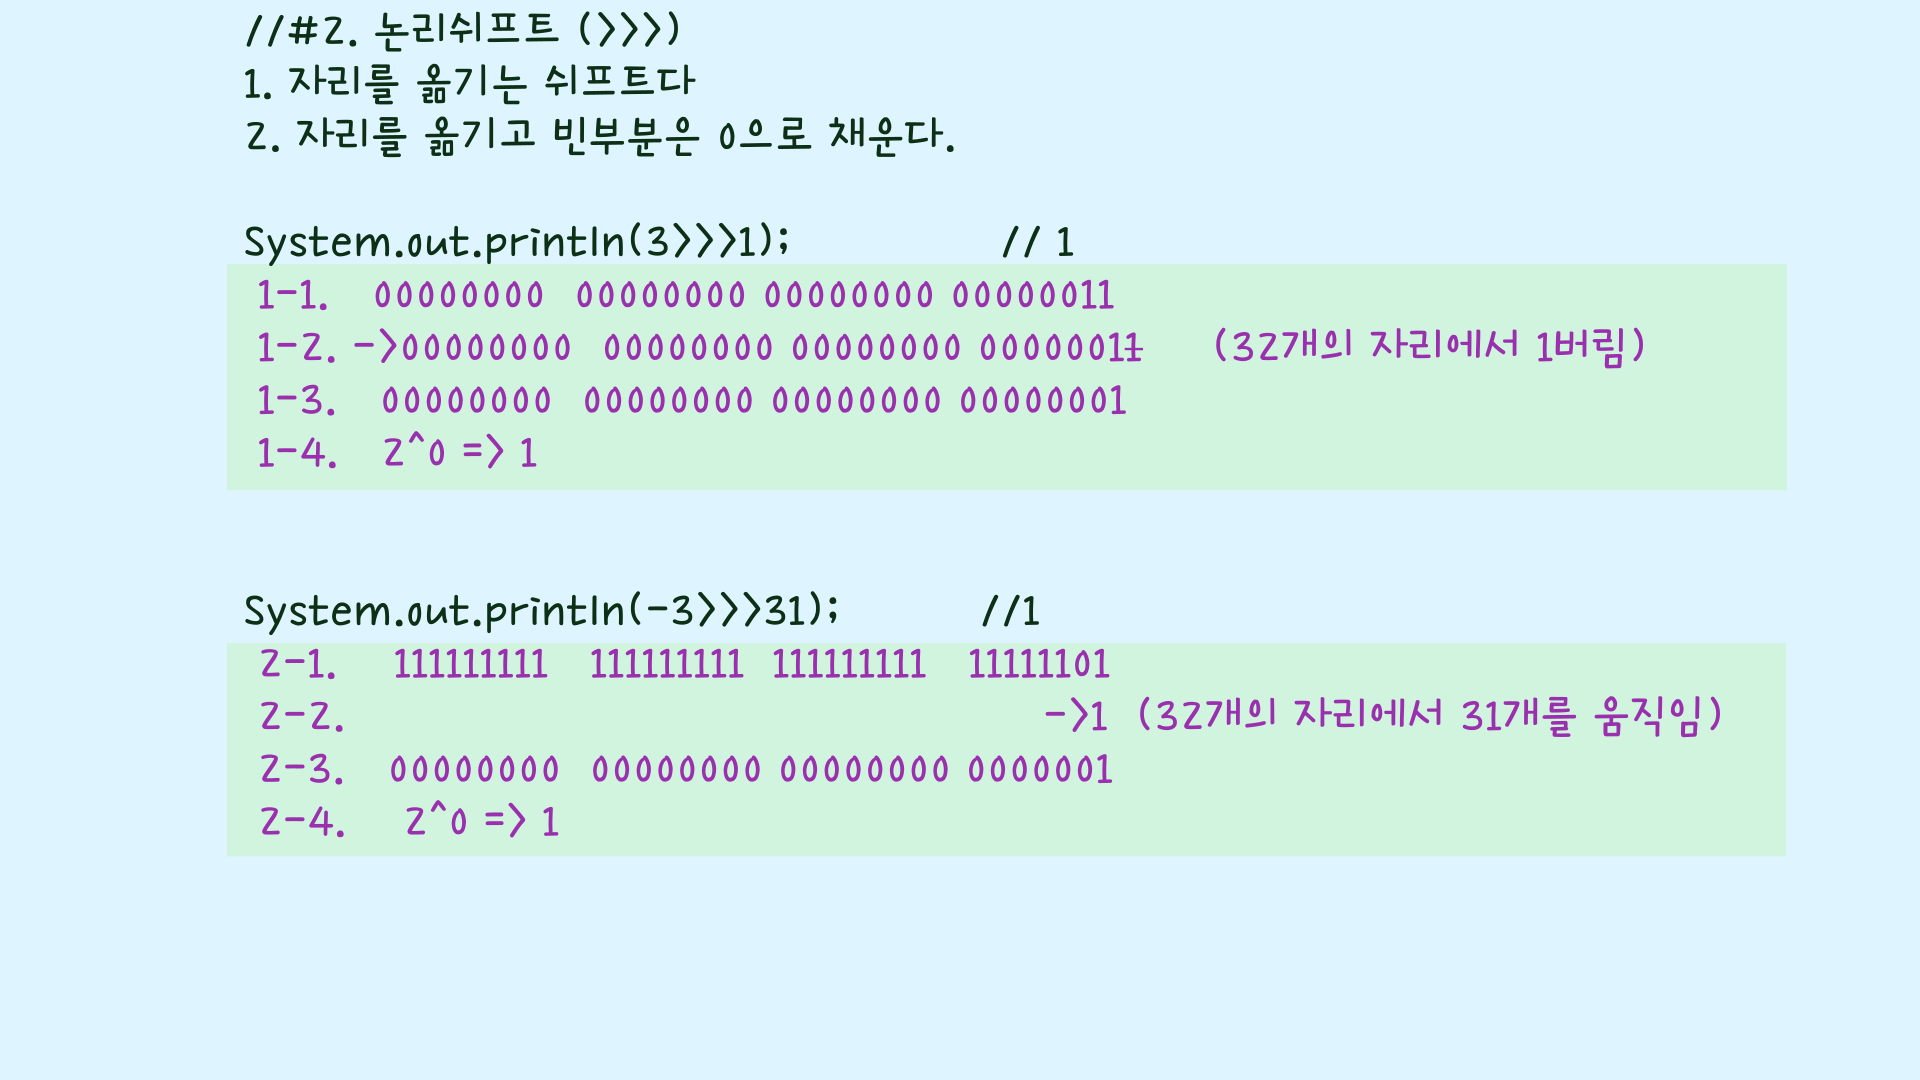 //#2. 논리쉬프트 (>>>)
1. 자리를 옮기는 쉬프트다
2. 자리를 옮기고 빈부분은 0으로 채운다.
System.out.println(3>>>1); // 1
1-1. 00000000 00000000 00000000 00000011
1-2. ->00000000 00000000 00000000 00000011 (32개의 자리에서 1버림)
1-3. 00000000 00000000 00000000 00000001
1-4. 2^0 => 1
System.out.println(-3>>>31); //1
2-1. 111111111 111111111 111111111 11111101
2-2. ->1 (32개의 자리에서 31개를 움직임)
2-3. 00000000 00000000 00000000 0000001
2-4. 2^0 => 1